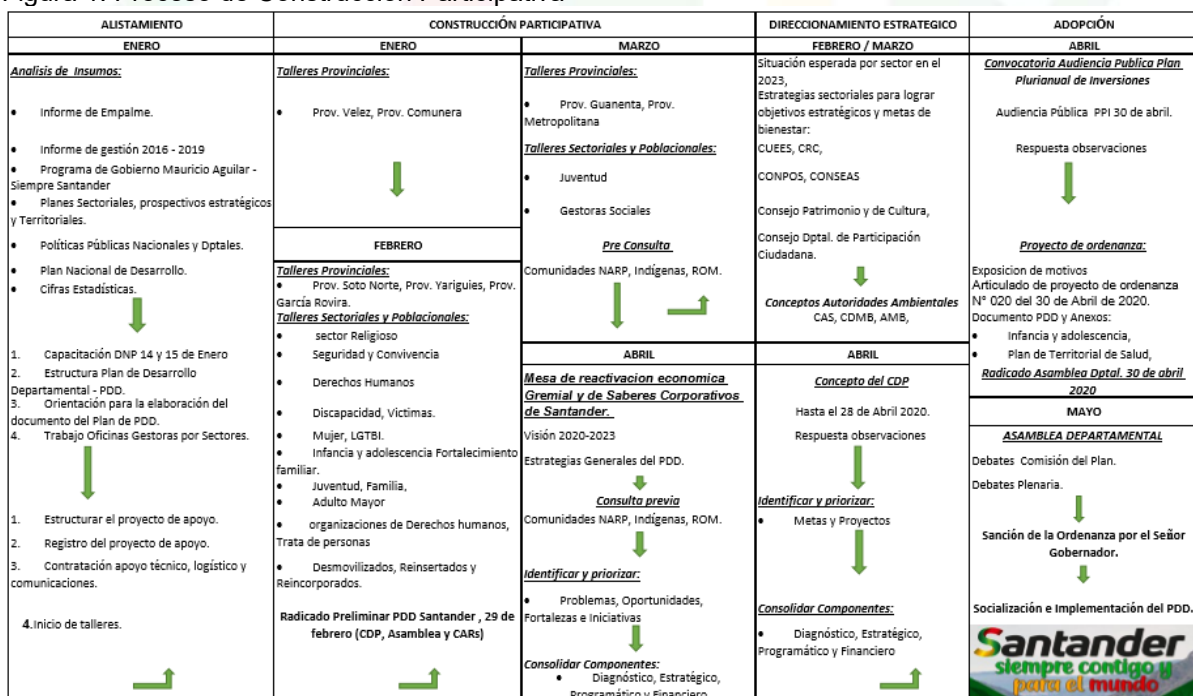 Figura 1. Proceso de Construcción Participativa
ALISTAMIENTO
ENERO
Analisis de Insumos:
• Informe de Empalme.
• Informe de gestión 2016 - 2019
• Programa de Gobierno Mauricio Aguilar -
Siempre Santander
• Planes Sectoriales, prospectivos estratégicos
y Territoriales.
• Políticas Públicas Nacionales y Dptales.
• Plan Nacional de Desarrollo.
• Cifras Estadísticas.
1. Capacitación DNP 14 y 15 de Enero
2. Estructura Plan de Desarrollo
Departamental - PDD.
3. Orientación para la elaboración del
documento del Plan de PDD.
4. Trabajo Oficinas Gestoras por Sectores.
1. Estructurar el proyecto de apoyo.
2. Registro del proyecto de apoyo.
3. Contratación apoyo técnico, logístico y
comunicaciones.
4.Inicio de talleres.
CONSTRUCCIÓN PARTICIPATIVA
ENERO
Talleres Provinciales:
• Prov. Velez, Prov. Comunera
FEBRERO
Talleres Provinciales:
• Prov. Soto Norte, Prov. Yariguies, Prov.
García Rovira.
Talleres Sectoriales y Poblacionales:
• sector Religioso
• Seguridad y Convivencia
• Derechos Humanos
• Discapacidad, Victimas.
• Mujer, LGTBI.
• Infancia y adolescencia Fortalecimiento
familiar.
• Juventud, Familia,
• Adulto Mayor
• organizaciones de Derechos humanos,
Trata de personas
• Desmovilizados, Reinsertados y
Reincorporados.
Radicado Preliminar PDD Santander , 29 de
febrero (CDP, Asamblea y CARs)
MARZO
Talleres Provinciales:
• Prov. Guanenta, Prov.
Metropolitana
Talleres Sectoriales y Poblacionales:
• Juventud
• Gestoras Sociales
Pre Consulta
Comunidades NARP, Indígenas, ROM.
ABRIL
Mesa de reactivacion economica
Gremial y de Saberes Corporativos
de Santander.
Visión 2020-2023
Estrategias Generales del PDD.
Consulta previa
Comunidades NARP, Indígenas, ROM.
Identificar y priorizar:
• Problemas, Oportunidades,
Fortalezas e Iniciativas
Consolidar Componentes:
• Diagnóstico, Estratégico,
Programático y Financiero
DIRECCIONAMIENTO ESTRATEGICO
FEBRERO / MARZO
Situación esperada por sector en el
2023,
Estrategias sectoriales para lograr
objetivos estratégicos y metas de
bienestar:
CUEES, CRC,
CONPOS, CONSEAS
Consejo Patrimonio y de Cultura,
Consejo Dptal. de Participación
Ciudadana.
Conceptos Autoridades Ambientales
CAS, CDMB, AMB,
ABRIL
Concepto del CDP
Hasta el 28 de Abril 2020.
Respuesta observaciones
Identificar y priorizar:
• Metas y Proyectos
Consolidar Componentes:
• Diagnóstico, Estratégico,
Programático y Financiero
ADOPCIÓN
ABRIL
Convocatoria Audiencia Publica Plan
Plurianual de Inversiones
Audiencia Pública PPI 30 de abril.
Respuesta observaciones
Proyecto de ordenanza:
Exposicion de motivos
Articulado de proyecto de ordenanza
N° 020 del 30 de Abril de 2020.
Documento PDD y Anexos:
• Infancia y adolescencia,
• Plan de Territorial de Salud,
Radicado Asamblea Dptal. 30 de abril
2020
MAYO
ASAMBLEA DEPARTAMENTAL
Debates Comisión del Plan.
Debates Plenaria.
Sanción de la Ordenanza por el Señor
Gobernador.
Socialización e Implementación del PDD.
Santander
siempre contigo y
para el mundo